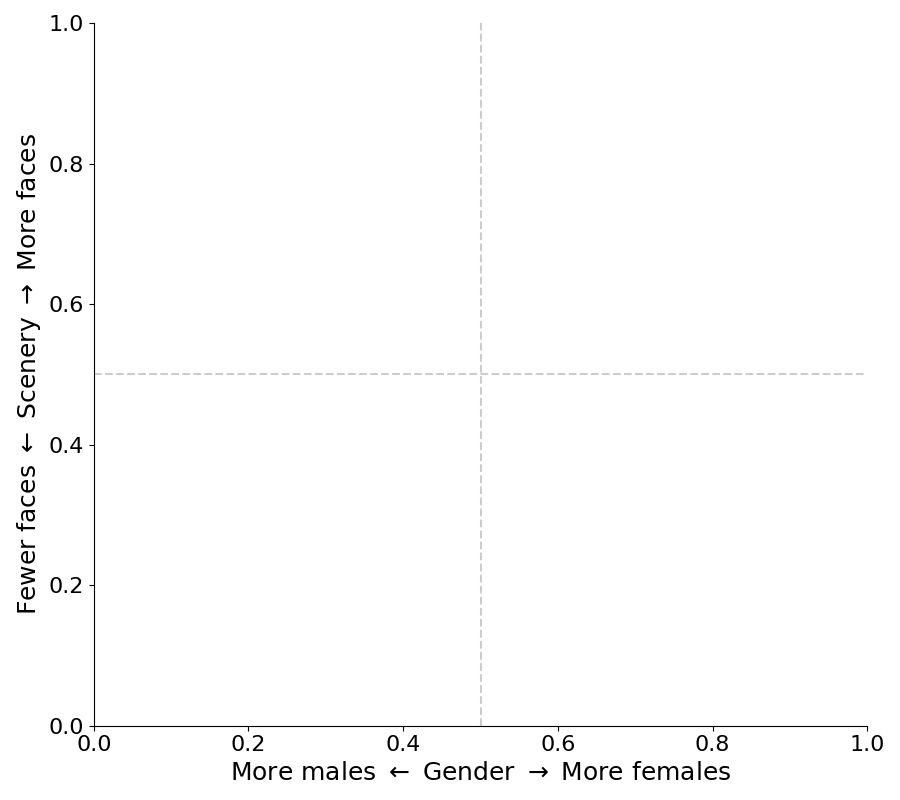 1.0
0.8
0.6
0.4
0.2
0.0
Fewer faces ← Scenery → More faces
0.0 0.2 0.4 0.6 0.8 1.0
More males ← Gender → More females